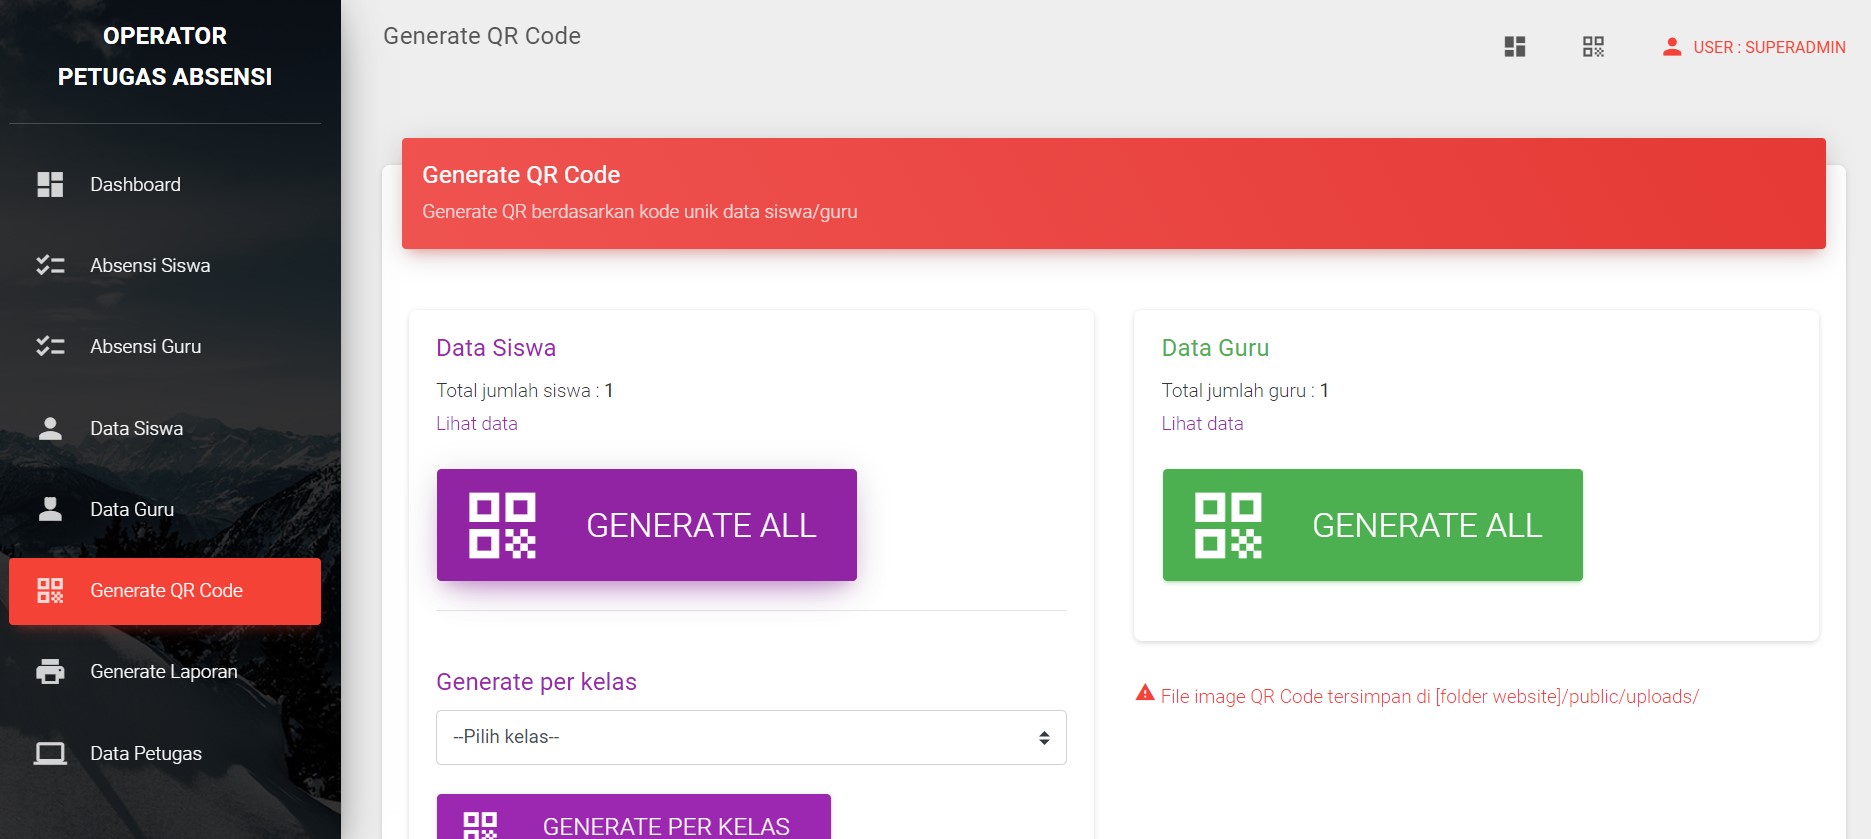 OPERATOR
PETUGAS ABSENSI
Dashboard
Absensi Siswa
Absensi Guru
Data Siswa
Data Guru
Generate QR Code
Generate Laporan
Data Petugas
Generate QR Code
USER : SUPERADMIN
Generate QR Code
Generate QR berdasarkan kode unik data siswa/guru
Data Siswa
Total jumlah siswa : 1
Lihat data
GENERATE ALL
Generate per kelas
--Pilih kelas--
GENERATE PER KELAS
Data Guru
Total jumlah guru : 1
Lihat data
GENERATE ALL
File image QR Code tersimpan di [folder website]/public/uploads/